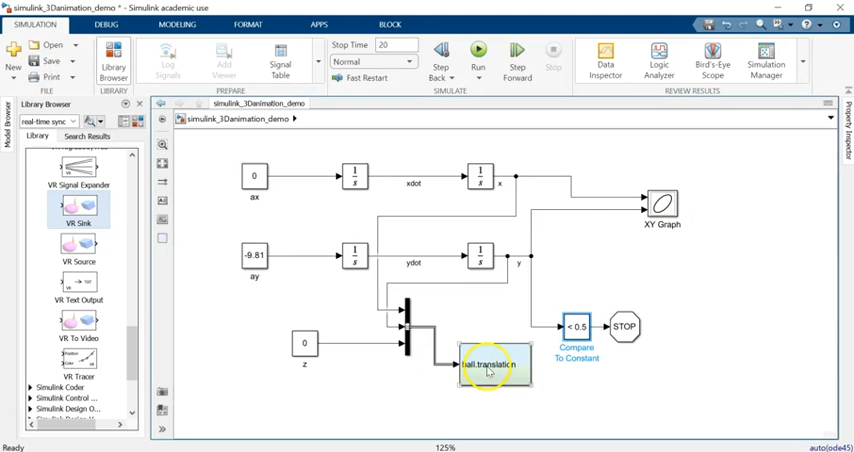 simulink_3Danimation_demo * - Simulink academic use
SIMULATION DEBUG MODELING FORMAT APPS BLOCK
New
Open
Save
Print
FILE
Library Browser
LIBRARY
Log Signals
Add Viewer
Signal Table
PREPARE
Stop Time 20
Normal
Fast Restart
Step Back
Run
Step Forward
Stop
SIMULATE
Data Inspector
Logic Analyzer
Bird's-Eye Scope
Simulation Manager
REVIEW RESULTS
Model Browser
Library Browser
real-time sync
Library Search Results
VR Signal Expander
VR Sink
VR Source
VR Text Output
VR To Video
VR Tracer
Simulink Coder
Simulink Control ...
Simulink Design O...
simulink_3Danimation_demo
simulink_3Danimation_demo
0
ax
1
s
xdot
1
s
x
XY Graph
-9.81
ay
1
s
ydot
1
s
y
0
z
ball.translation
< 0.5
Compare
To Constant
STOP
Property Inspector
Ready 125% auto(ode45)